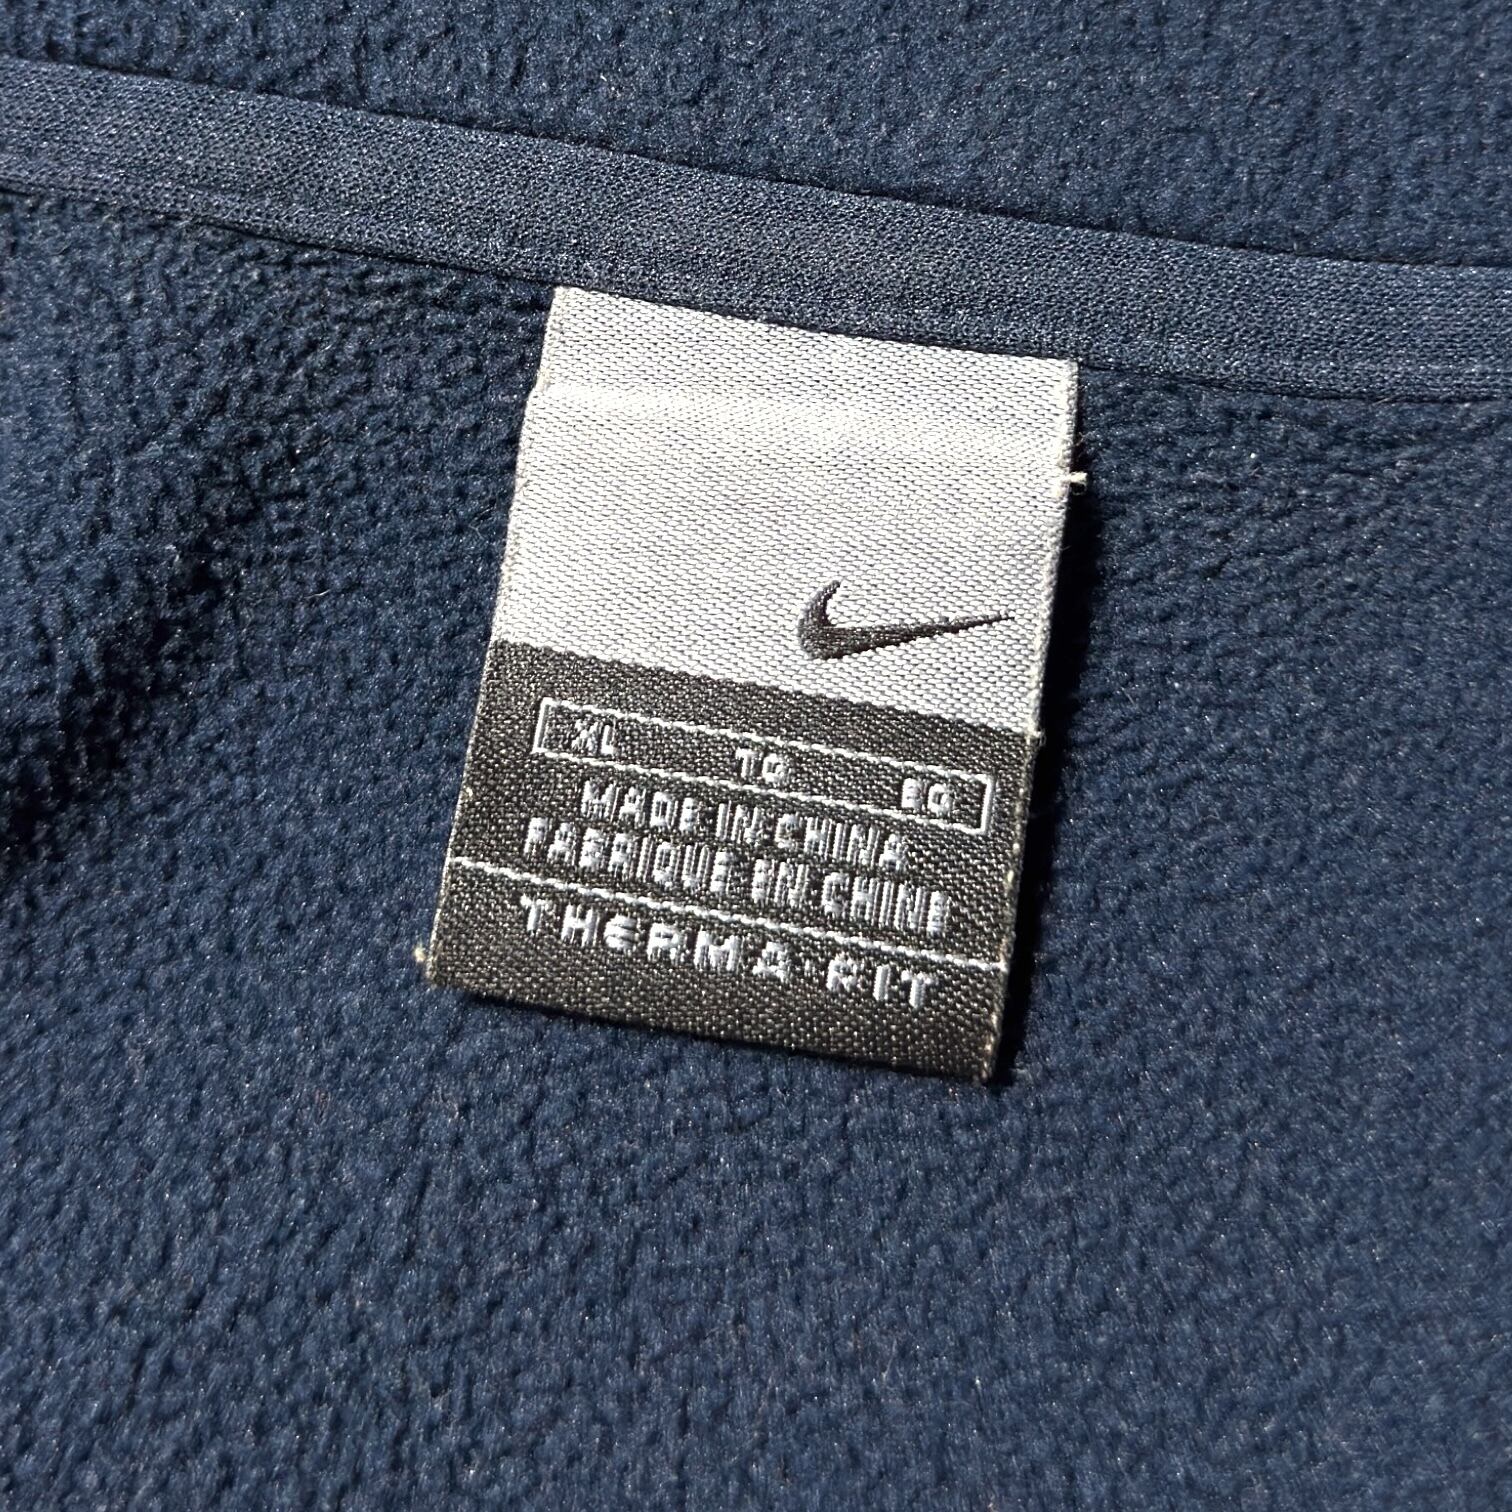 XL TG EG
MADE IN CHINA
FABRIQUE EN CHINE
THERMA-FIT